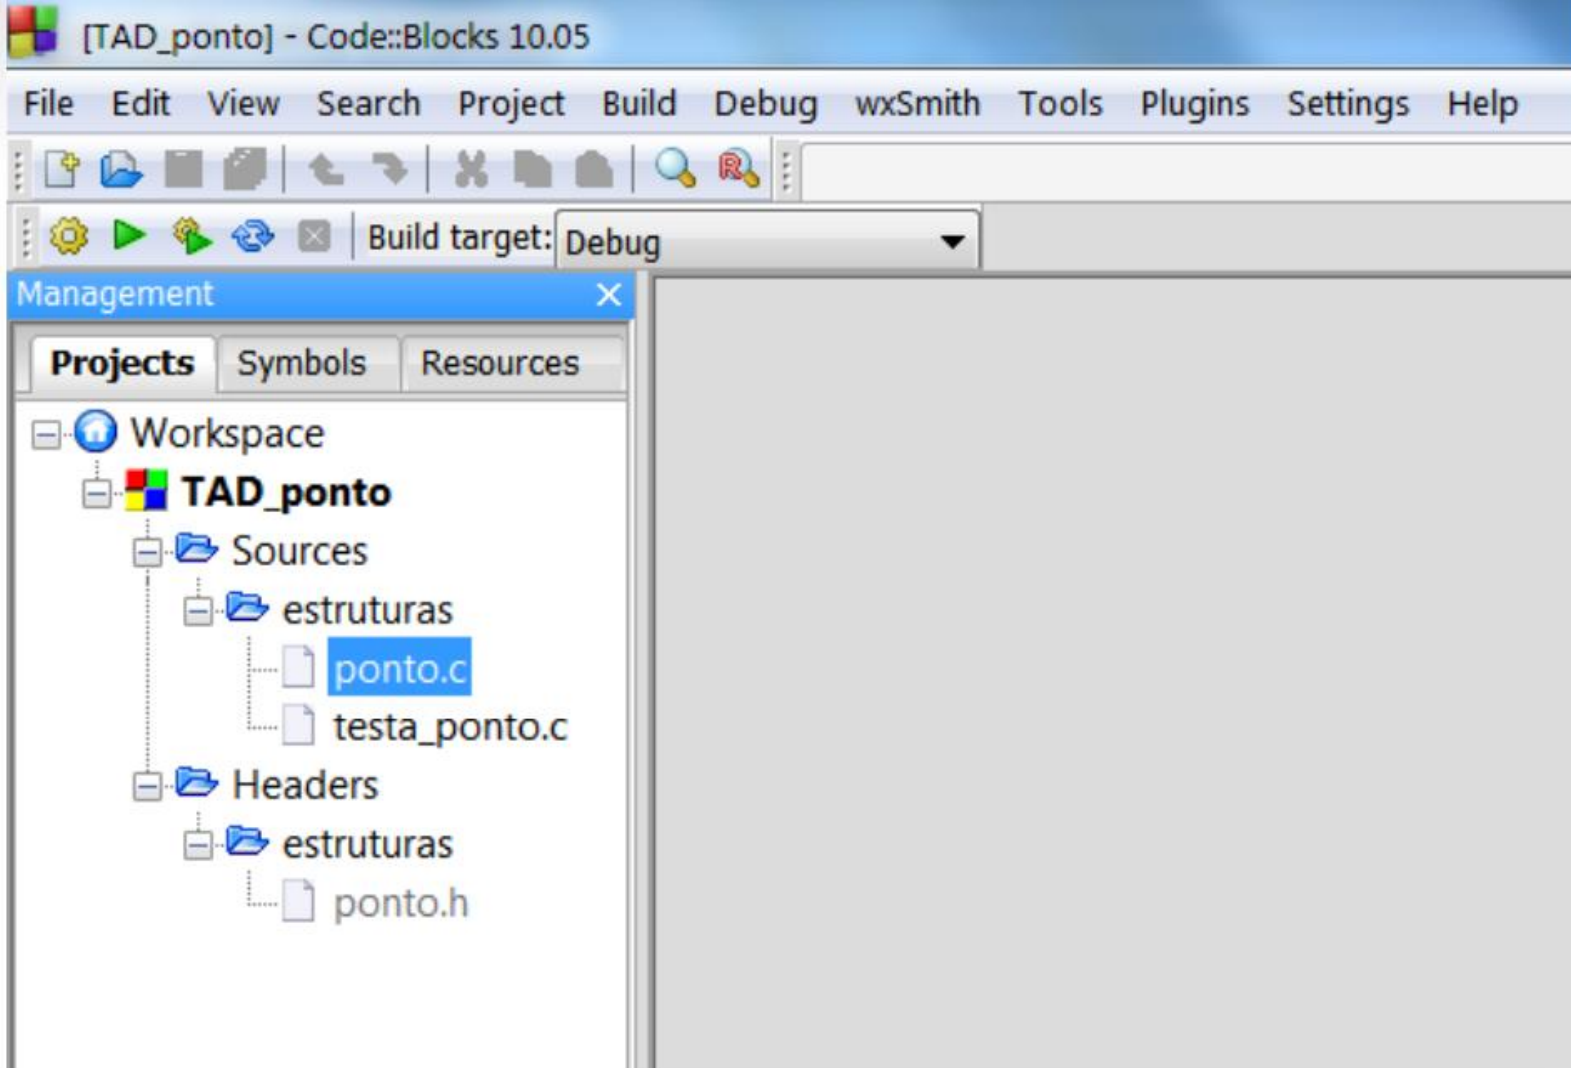 [TAD_ponto] - Code::Blocks 10.05
File Edit View Search Project Build Debug wxSmith Tools Plugins Settings Help
Build target: Debug
Management
Projects Symbols Resources
Workspace
TAD_ponto
Sources
estruturas
ponto.c
testa_ponto.c
Headers
estruturas
ponto.h